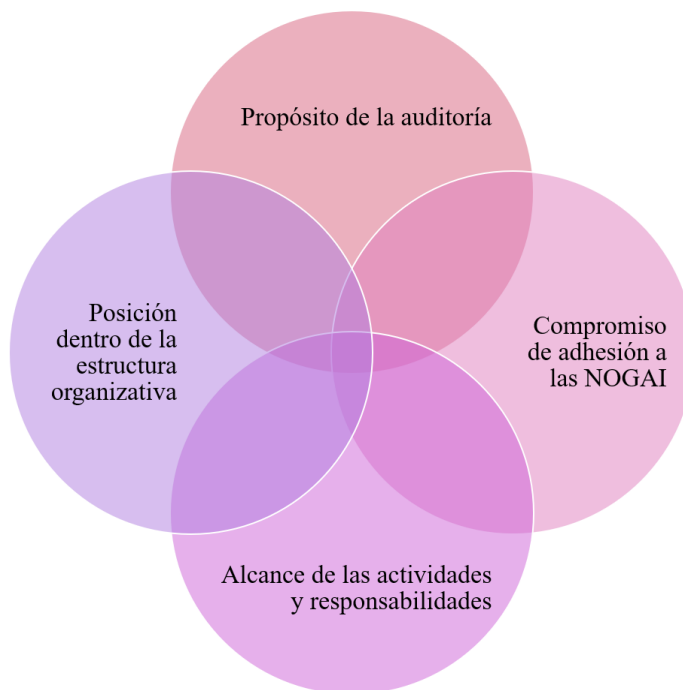 Propósito de la auditoría
Posición
dentro de la
estructura
organizativa
Compromiso
de adhesión a
las NOGAI
Alcance de las actividades
y responsabilidades